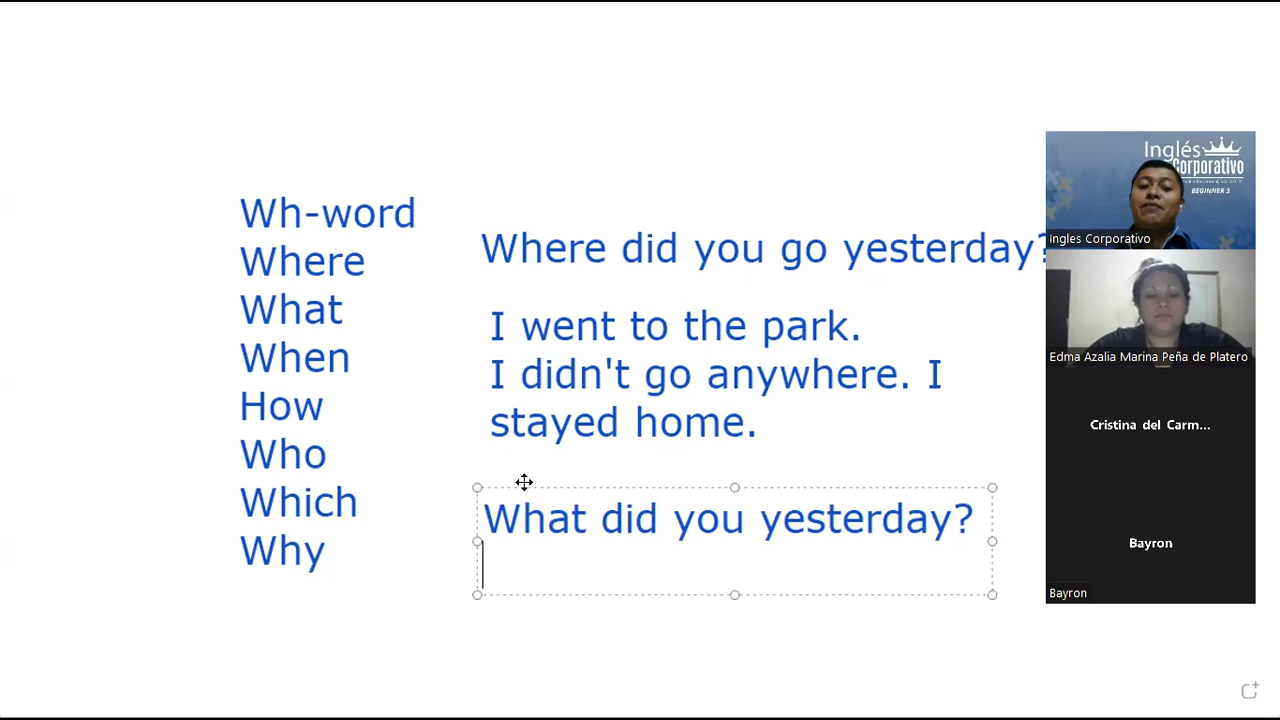 Wh-word
Where
What
When
How
Who
Which
Why
Where did you go yesterday?
I went to the park.
I didn't go anywhere. I
stayed home.
What did you yesterday?
Inglés
Corporativo
BEGINNER 3
Ingles Corporativo
Edma Azalia Marina Peña de Platero
Cristina del Carm...
Bayron
Bayron